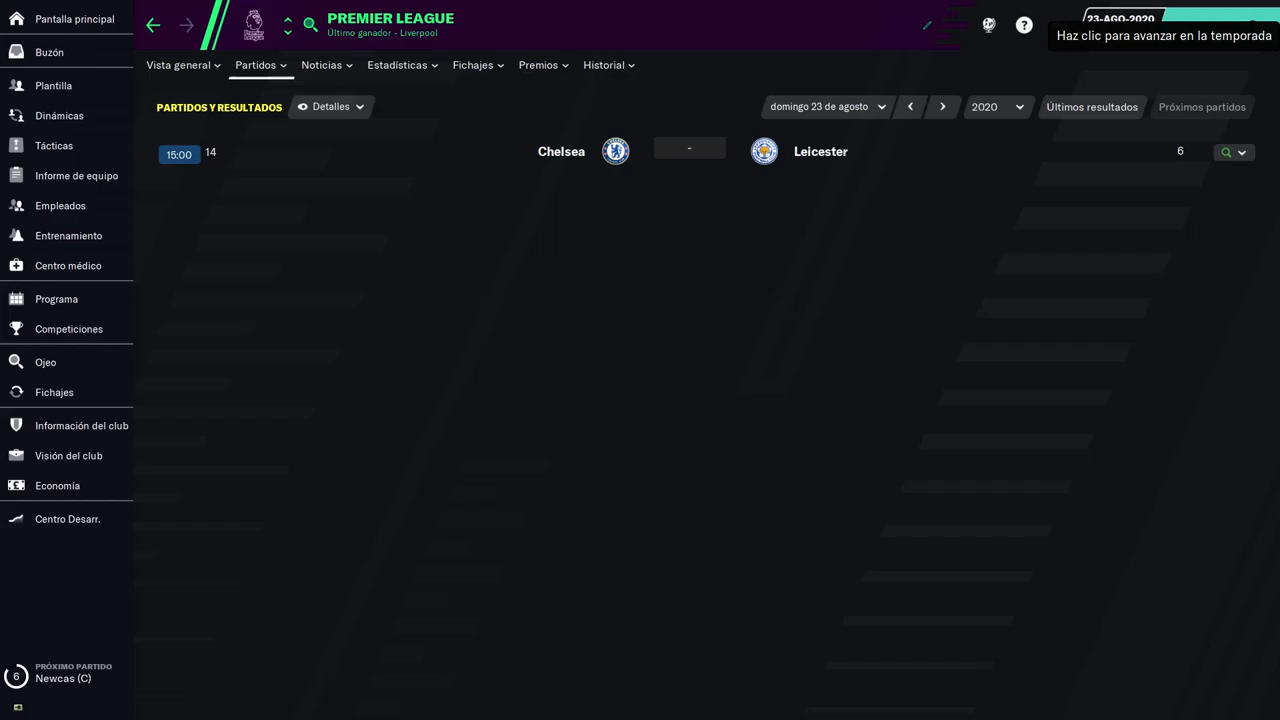 Pantalla principal
Buzón
Plantilla
Dinámicas
Tácticas
Informe de equipo
Empleados
Entrenamiento
Centro médico
Programa
Competiciones
Ojeo
Fichajes
Información del club
Visión del club
Economía
Centro Desarr.
6
PRÓXIMO PARTIDO
Newcas (C)
PREMIER LEAGUE
Último ganador - Liverpool
23-AGO-2020
Haz clic para avanzar en la temporada
Vista general Partidos Noticias Estadísticas Fichajes Premios Historial
PARTIDOS Y RESULTADOS Detalles domingo 23 de agosto 2020 Últimos resultados Próximos partidos
15:00 14 Chelsea - Leicester 6